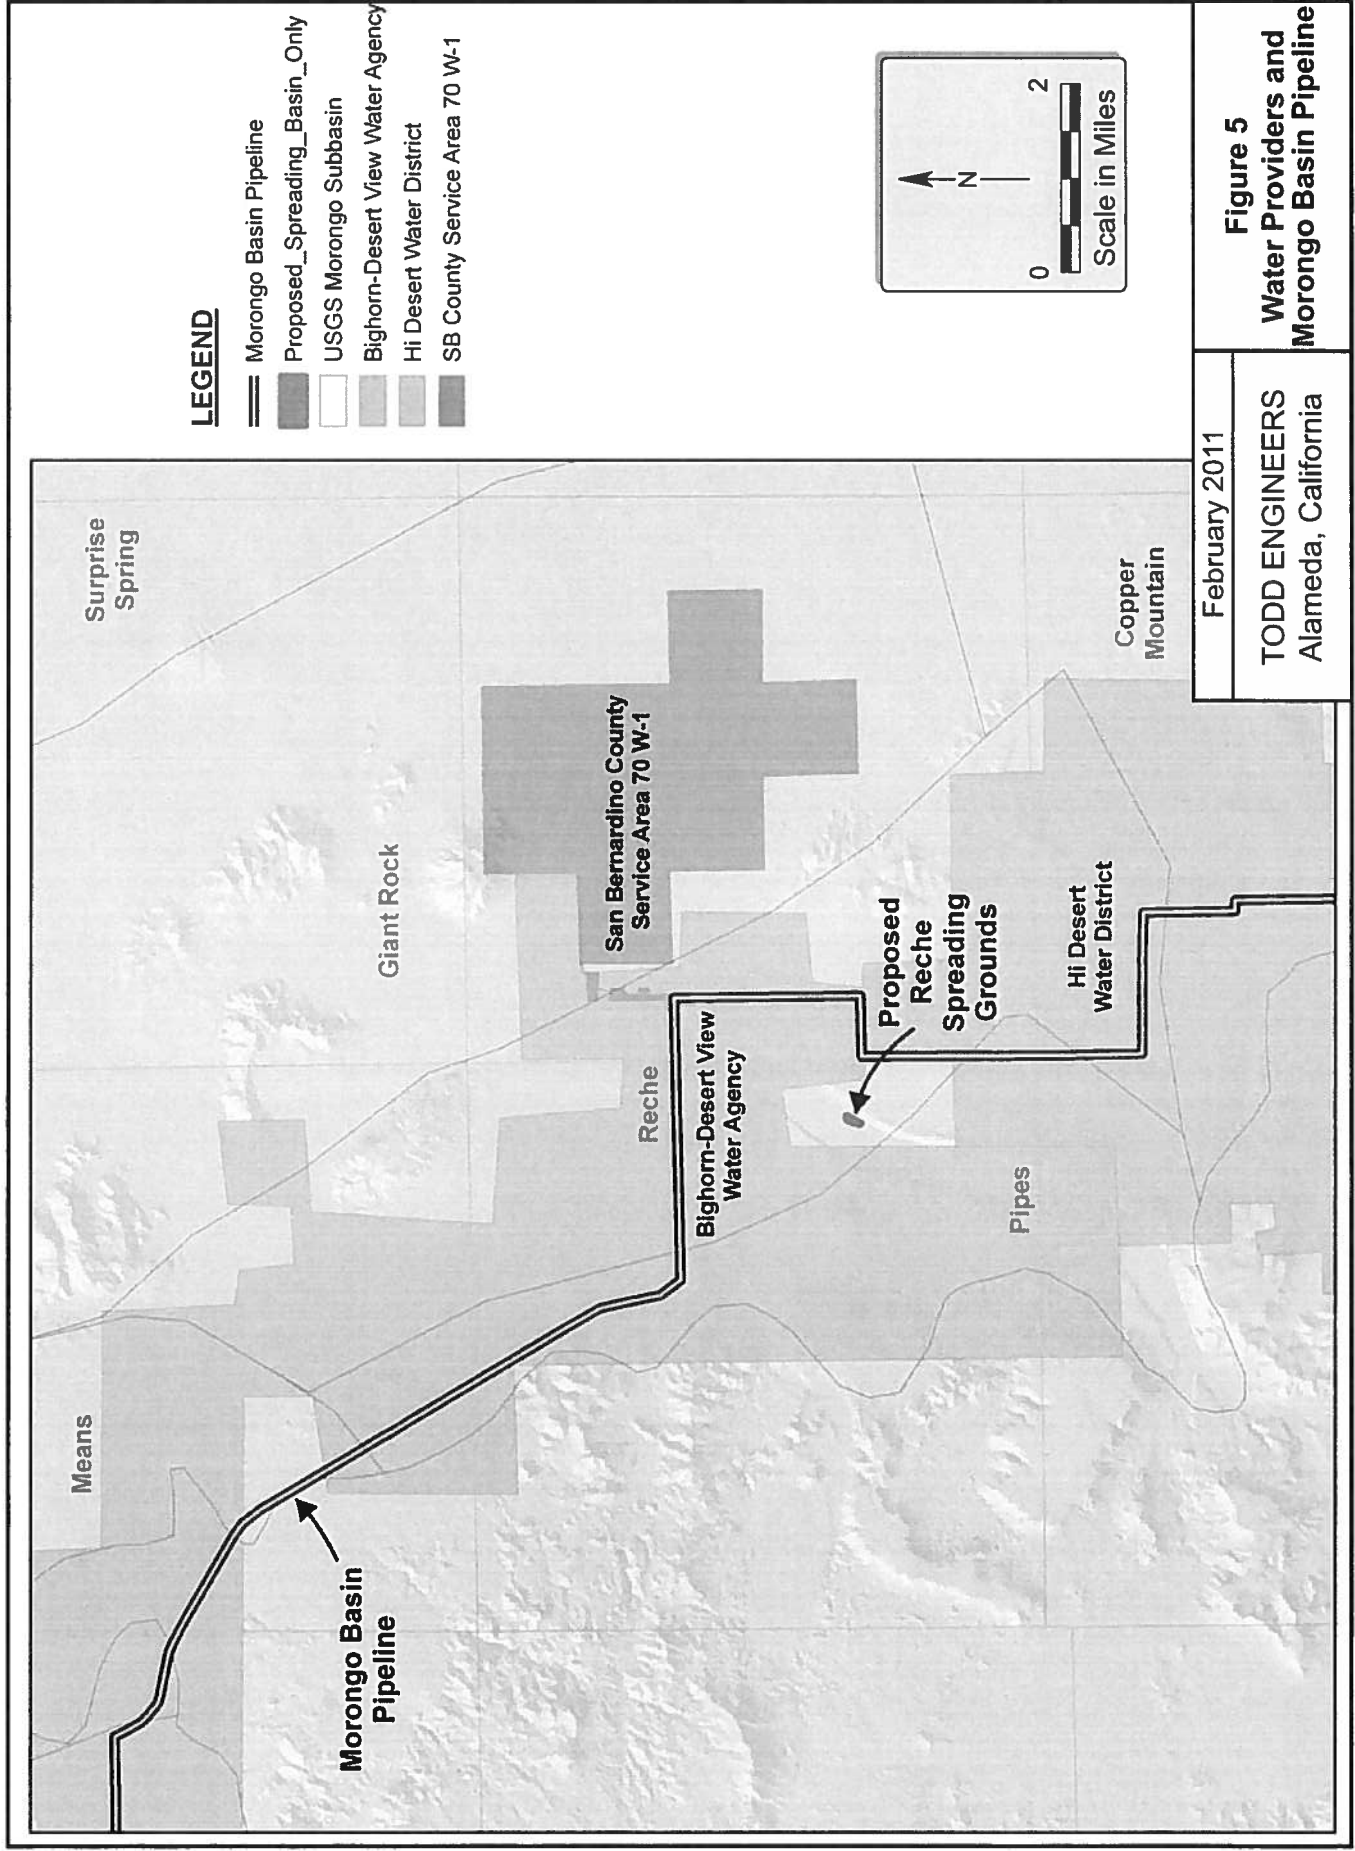 Surprise
Spring
Means
Giant Rock
San Bernardino County
Service Area 70 W-1
Reche
Bighorn-Desert View
Water Agency
Morongo Basin
Pipeline
Proposed
Reche
Spreading
Grounds
Pipes
Hi Desert
Water District
Copper
Mountain
LEGEND
Morongo Basin Pipeline
Proposed_Spreading_Basin_Only
USGS Morongo Subbasin
Bighorn-Desert View Water Agency
Hi Desert Water District
SB County Service Area 70 W-1
N
0 2
Scale in Miles
February 2011
TODD ENGINEERS
Alameda, California
Figure 5
Water Providers and
Morongo Basin Pipeline